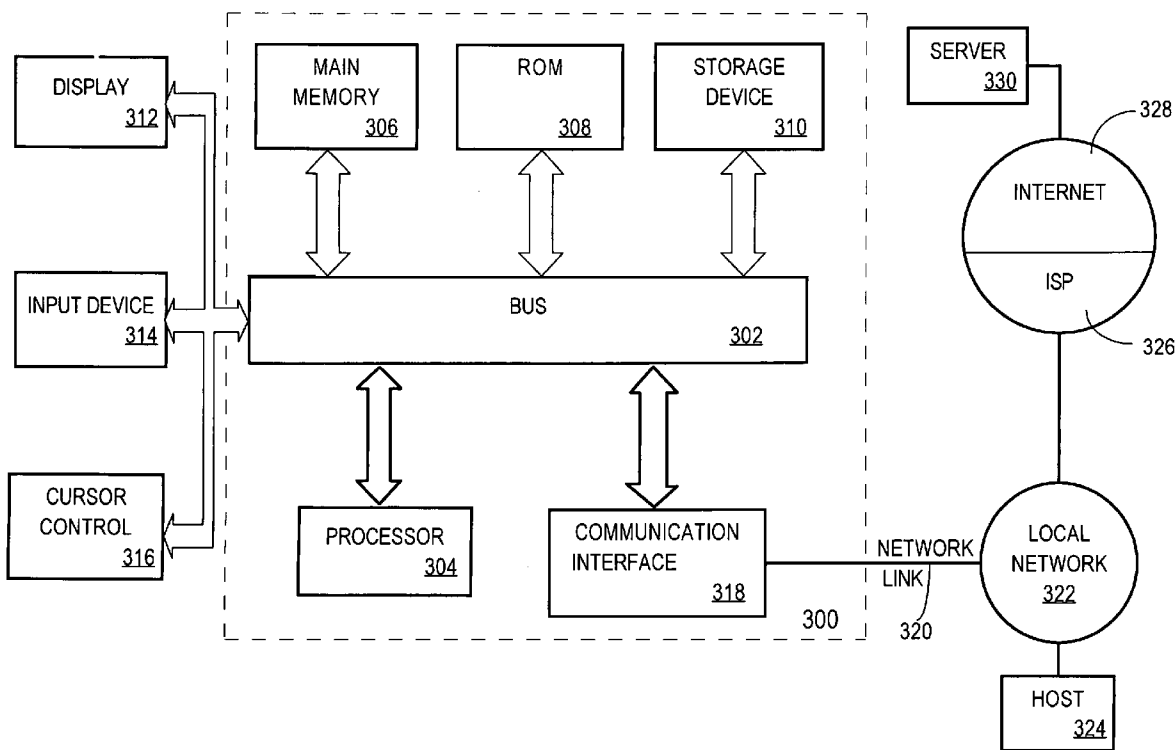 DISPLAY
312
INPUT DEVICE
314
CURSOR
CONTROL
316
MAIN
MEMORY
306
ROM
308
STORAGE
DEVICE
310
BUS
302
PROCESSOR
304
COMMUNICATION
INTERFACE
318
300
NETWORK
LINK
320
SERVER
330
328
INTERNET
ISP
326
LOCAL
NETWORK
322
HOST
324